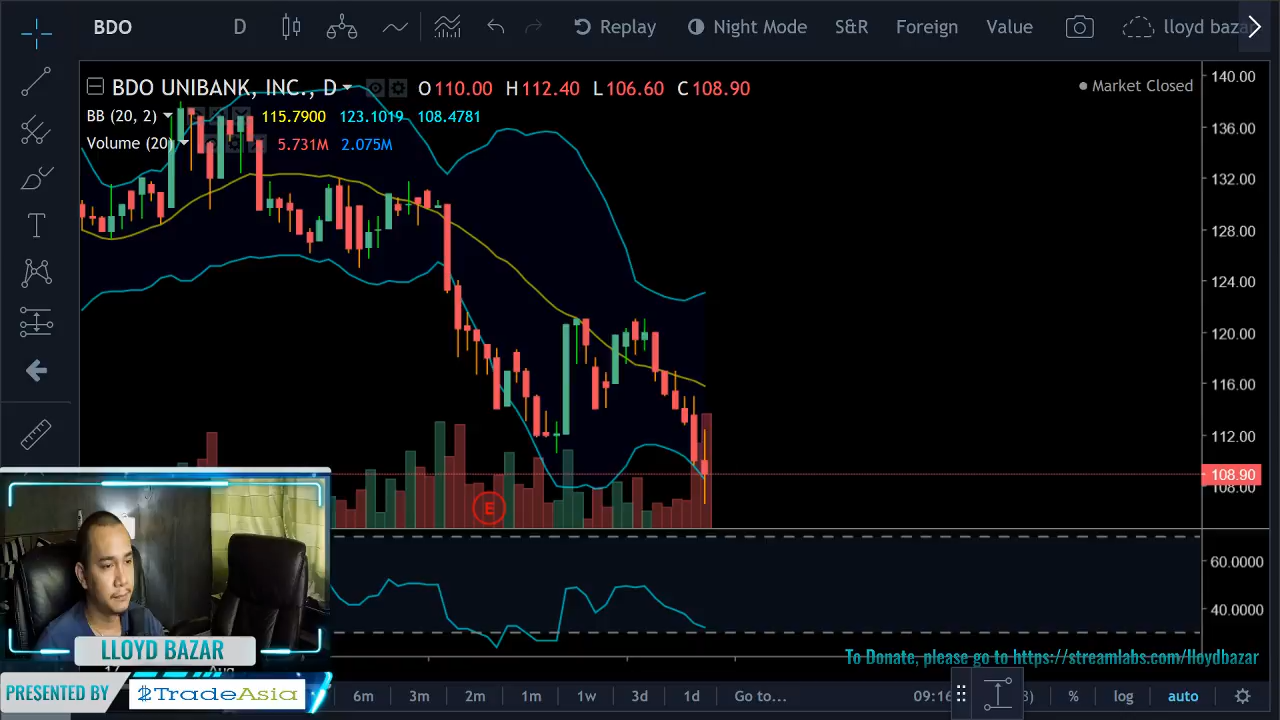 BDO D Replay Night Mode S&R Foreign Value lloyd baza
BDO UNIBANK, INC., D O 110.00 H 112.40 L 106.60 C 108.90 Market Closed
BB (20, 2) 115.7900 123.1019 108.4781
Volume (20) 5.731M 2.075M
140.00
136.00
132.00
128.00
124.00
120.00
116.00
112.00
108.90
108.00
E
60.0000
40.0000
LLOYD BAZAR
To Donate, please go to https://streamlabs.com/lloydbazar
PRESENTED BY $TradeAsia
6m 3m 2m 1m 1w 3d 1d Go to... 09:16 % log auto